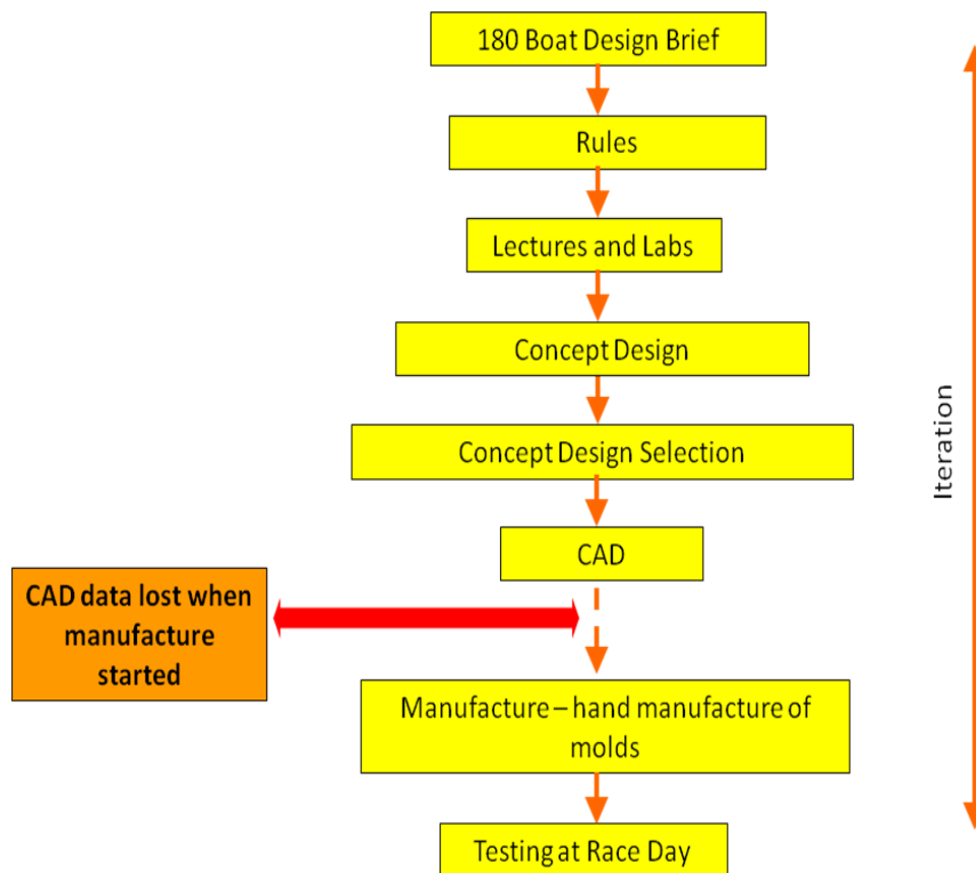 180 Boat Design Brief
Rules
Lectures and Labs
Concept Design
Concept Design Selection
CAD
CAD data lost when
manufacture
started
Manufacture – hand manufacture of
molds
Testing at Race Day
Iteration